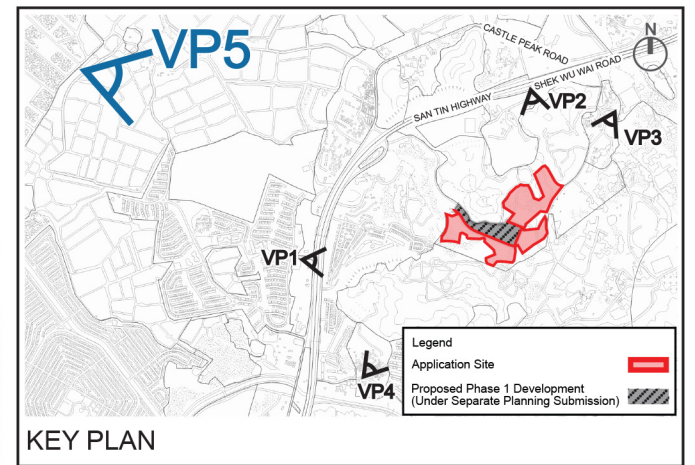 VP5
CASTLE PEAK ROAD
N
SHEK WU WAI ROAD
SAN TIN HIGHWAY
VP2
VP3
VP1
VP4
Legend
Application Site
Proposed Phase 1 Development
(Under Separate Planning Submission)
KEY PLAN